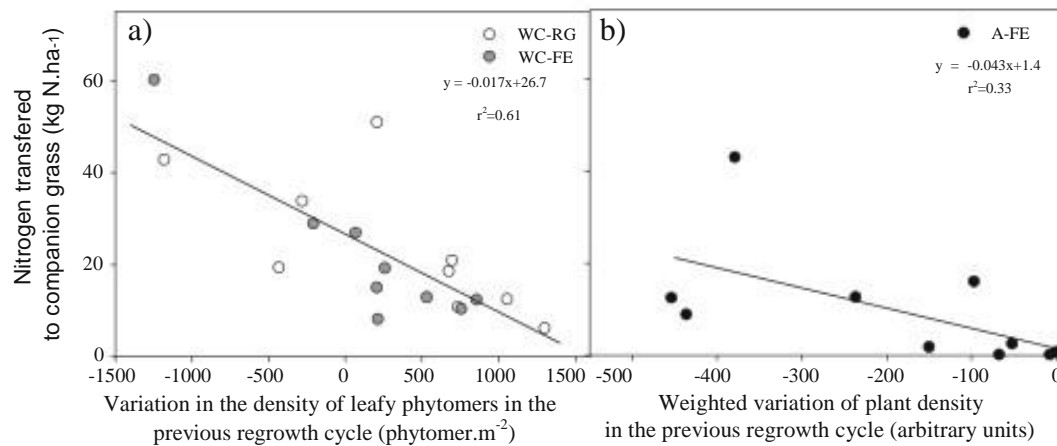 a)
WC-RG
WC-FE
y = -0.017x+26.7
r²=0.61
b)
A-FE
y = -0.043x+1.4
r²=0.33
Nitrogen transfered
to companion grass (kg N.ha⁻¹)
60
40
20
0
-1500 -1000 -500 0 500 1000 1500
-500 -400 -300 -200 -100 0
Variation in the density of leafy phytomers in the
previous regrowth cycle (phytomer.m⁻²)
Weighted variation of plant density
in the previous regrowth cycle (arbitrary units)